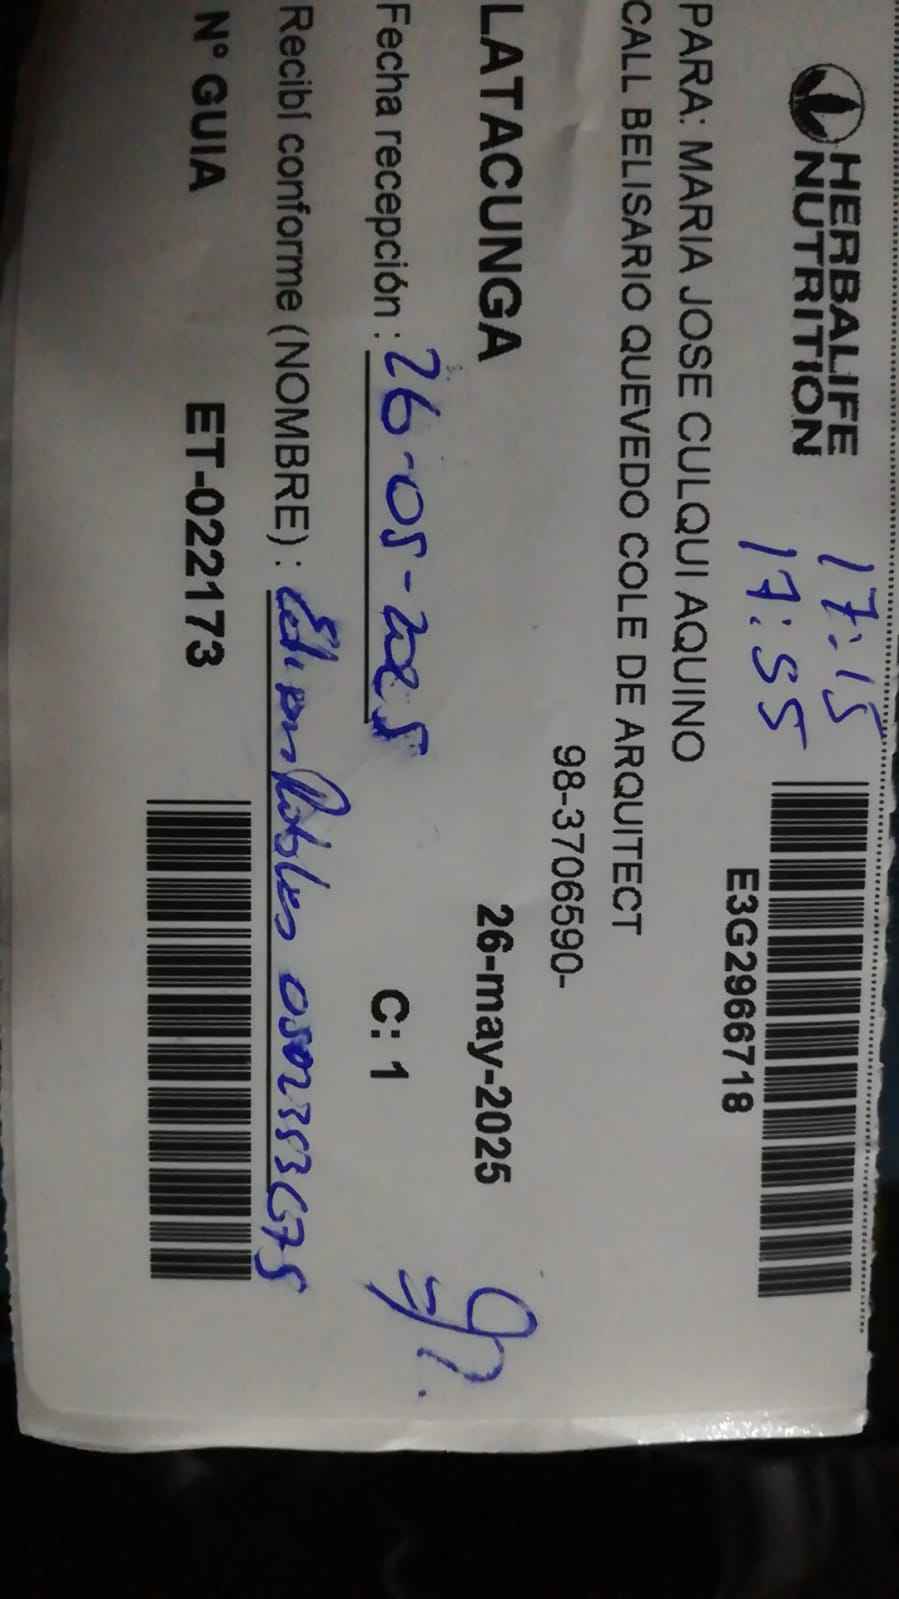 HERBALIFE
NUTRITION
17:15
17:55
E3G2966718
PARA: MARIA JOSE CULQUI AQUINO
CALL BELISARIO QUEVEDO COLE DE ARQUITECT
98-3706590-
LATACUNGA 26-may-2025
Fecha recepción : 26-05-2025 C: 1
Recibí conforme (NOMBRE) : Robles
N° GUIA ET-022173